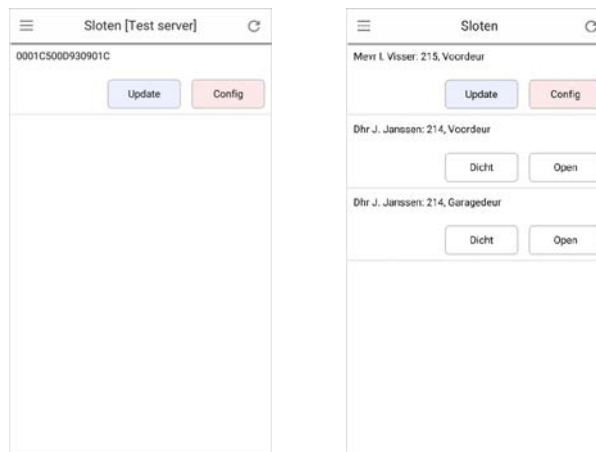 Sloten [Test server]
0001C500D930901C
Update Config
Sloten
Mevr I. Visser: 215, Voordeur
Update Config
Dhr J. Janssen: 214, Voordeur
Dicht Open
Dhr J. Janssen: 214, Garagedeur
Dicht Open